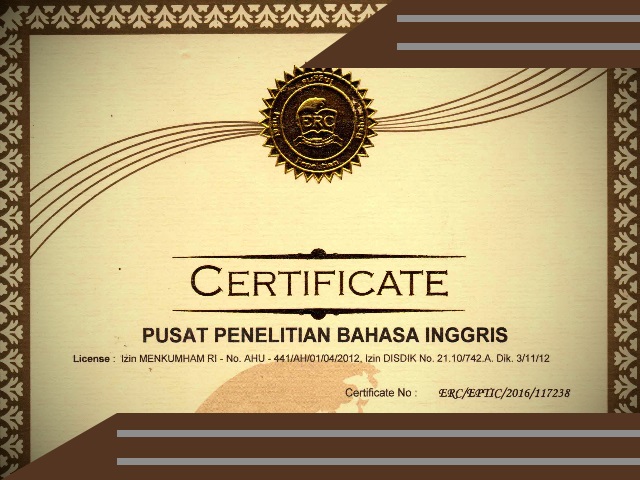 ERC
CERTIFICATE
PUSAT PENELITIAN BAHASA INGGRIS
License : Izin MENKUMHAM RI - No. AHU - 441/AH/01/04/2012, Izin DISDIK No. 21.10/742.A. Dik. 3/11/12
Certificate No : ERC/EPTIC/2016/117238